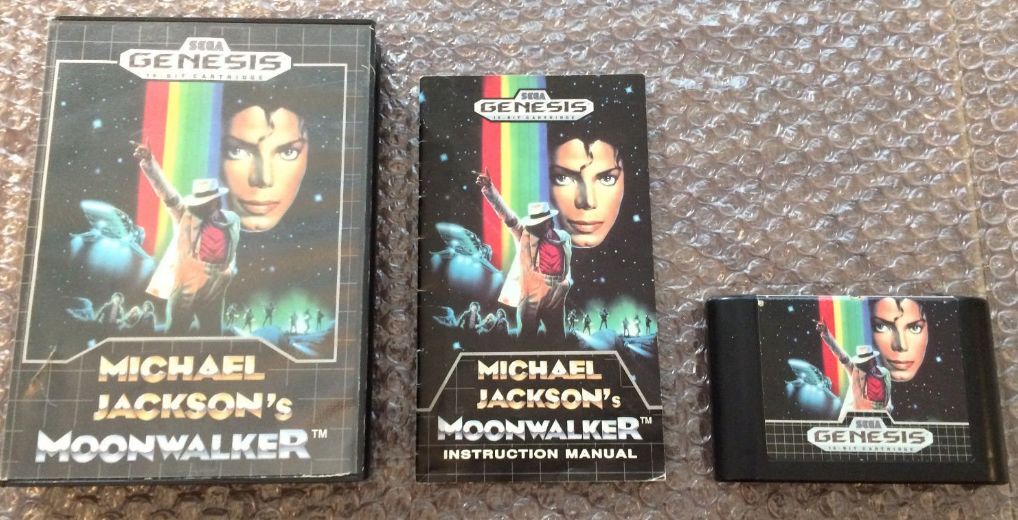 SEGA
GENESIS
16-BIT CARTRIDGE
MICHAEL
JACKSON'S
MOONWALKER™
SEGA
GENESIS
16-BIT CARTRIDGE
MICHAEL
JACKSON'S
MOONWALKER™
INSTRUCTION MANUAL
SEGA
GENESIS
16-BIT CARTRIDGE